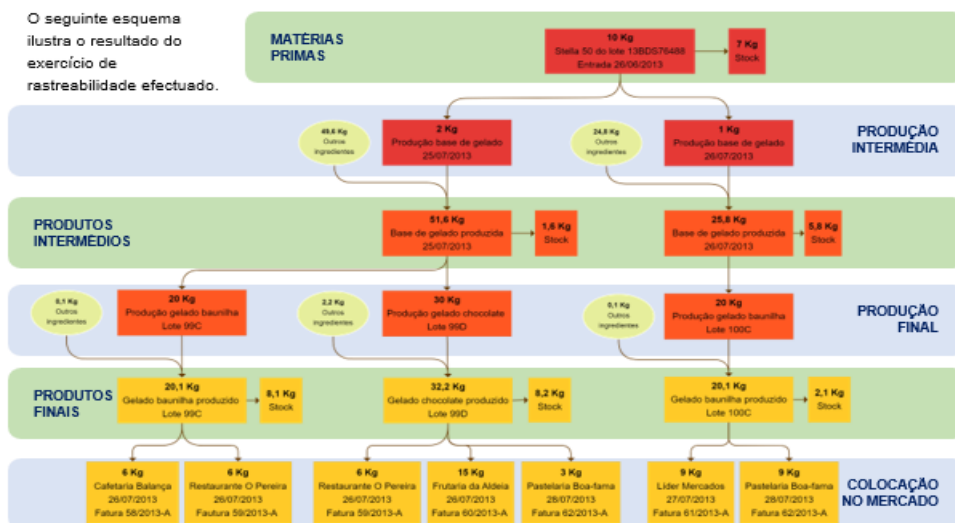 O seguinte esquema
ilustra o resultado do
exercício de
rastreabilidade efectuado.
MATÉRIAS
PRIMAS
10 Kg
Stella 50 do lote 13BDS76488
Entrada 26/06/2013
7 Kg
Stock
49,6 Kg
Outros
ingredientes
2 Kg
Produção base de gelado
25/07/2013
24,8 Kg
Outros
ingredientes
1 Kg
Produção base de gelado
26/07/2013
PRODUÇÃO
INTERMÉDIA
PRODUTOS
INTERMÉDIOS
51,6 Kg
Base de gelado produzida
25/07/2013
1,6 Kg
Stock
25,8 Kg
Base de gelado produzida
26/07/2013
5,8 Kg
Stock
0,1 Kg
Outros
ingredientes
20 Kg
Produção gelado baunilha
Lote 99C
2,2 Kg
Outros
ingredientes
30 Kg
Produção gelado chocolate
Lote 99D
0,1 Kg
Outros
ingredientes
20 Kg
Produção gelado baunilha
Lote 100C
PRODUÇÃO
FINAL
PRODUTOS
FINAIS
20,1 Kg
Gelado baunilha produzido
Lote 99C
8,1 Kg
Stock
32,2 Kg
Gelado chocolate produzido
Lote 99D
8,2 Kg
Stock
20,1 Kg
Gelado baunilha produzido
Lote 100C
2,1 Kg
Stock
6 Kg
Cafetaria Balança
26/07/2013
Fatura 58/2013-A
6 Kg
Restaurante O Pereira
26/07/2013
Fautura 59/2013-A
6 Kg
Restaurante O Pereira
26/07/2013
Fatura 59/2013-A
15 Kg
Frutaria da Aldeia
26/07/2013
Fatura 60/2013-A
3 Kg
Pastelaria Boa-fama
28/07/2013
Fatura 62/2013-A
9 Kg
Líder Mercados
27/07/2013
Fatura 61/2013-A
9 Kg
Pastelaria Boa-fama
28/07/2013
Fatura 62/2013-A
COLOCAÇÃO
NO MERCADO